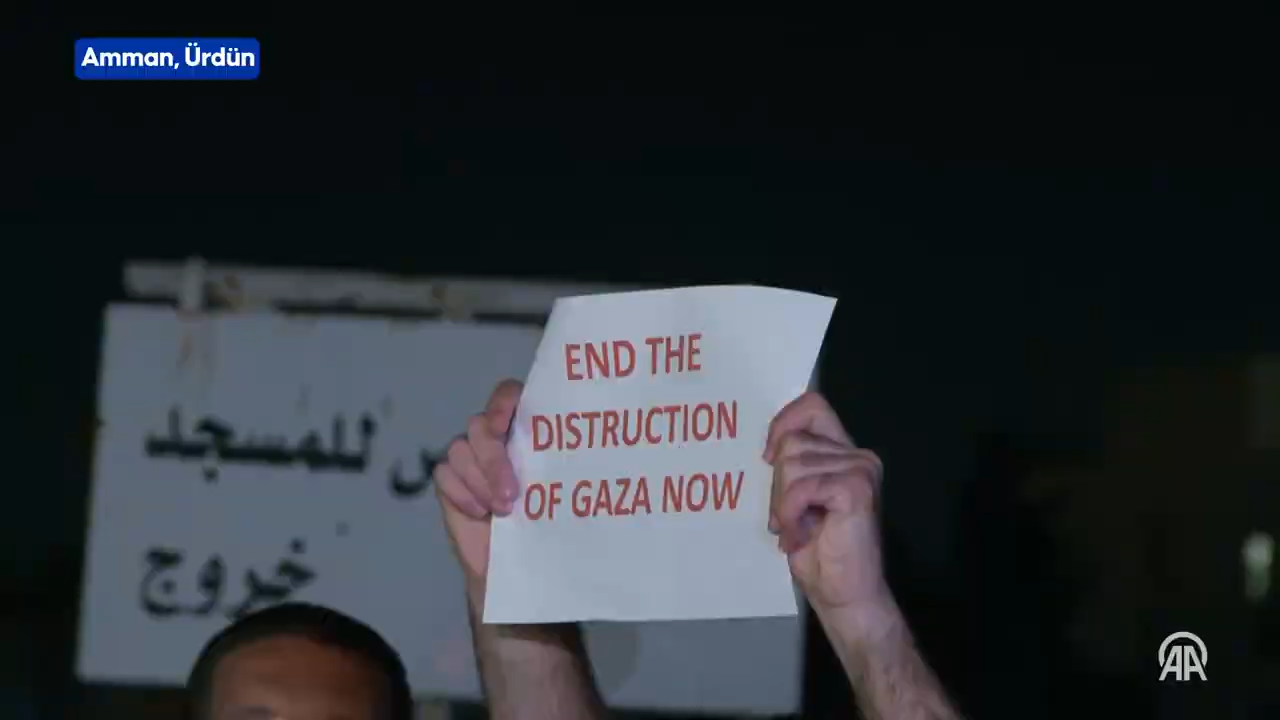 Amman, Ürdün
END THE
DISTRUCTION
OF GAZA NOW
للمسجد
خروج
AA